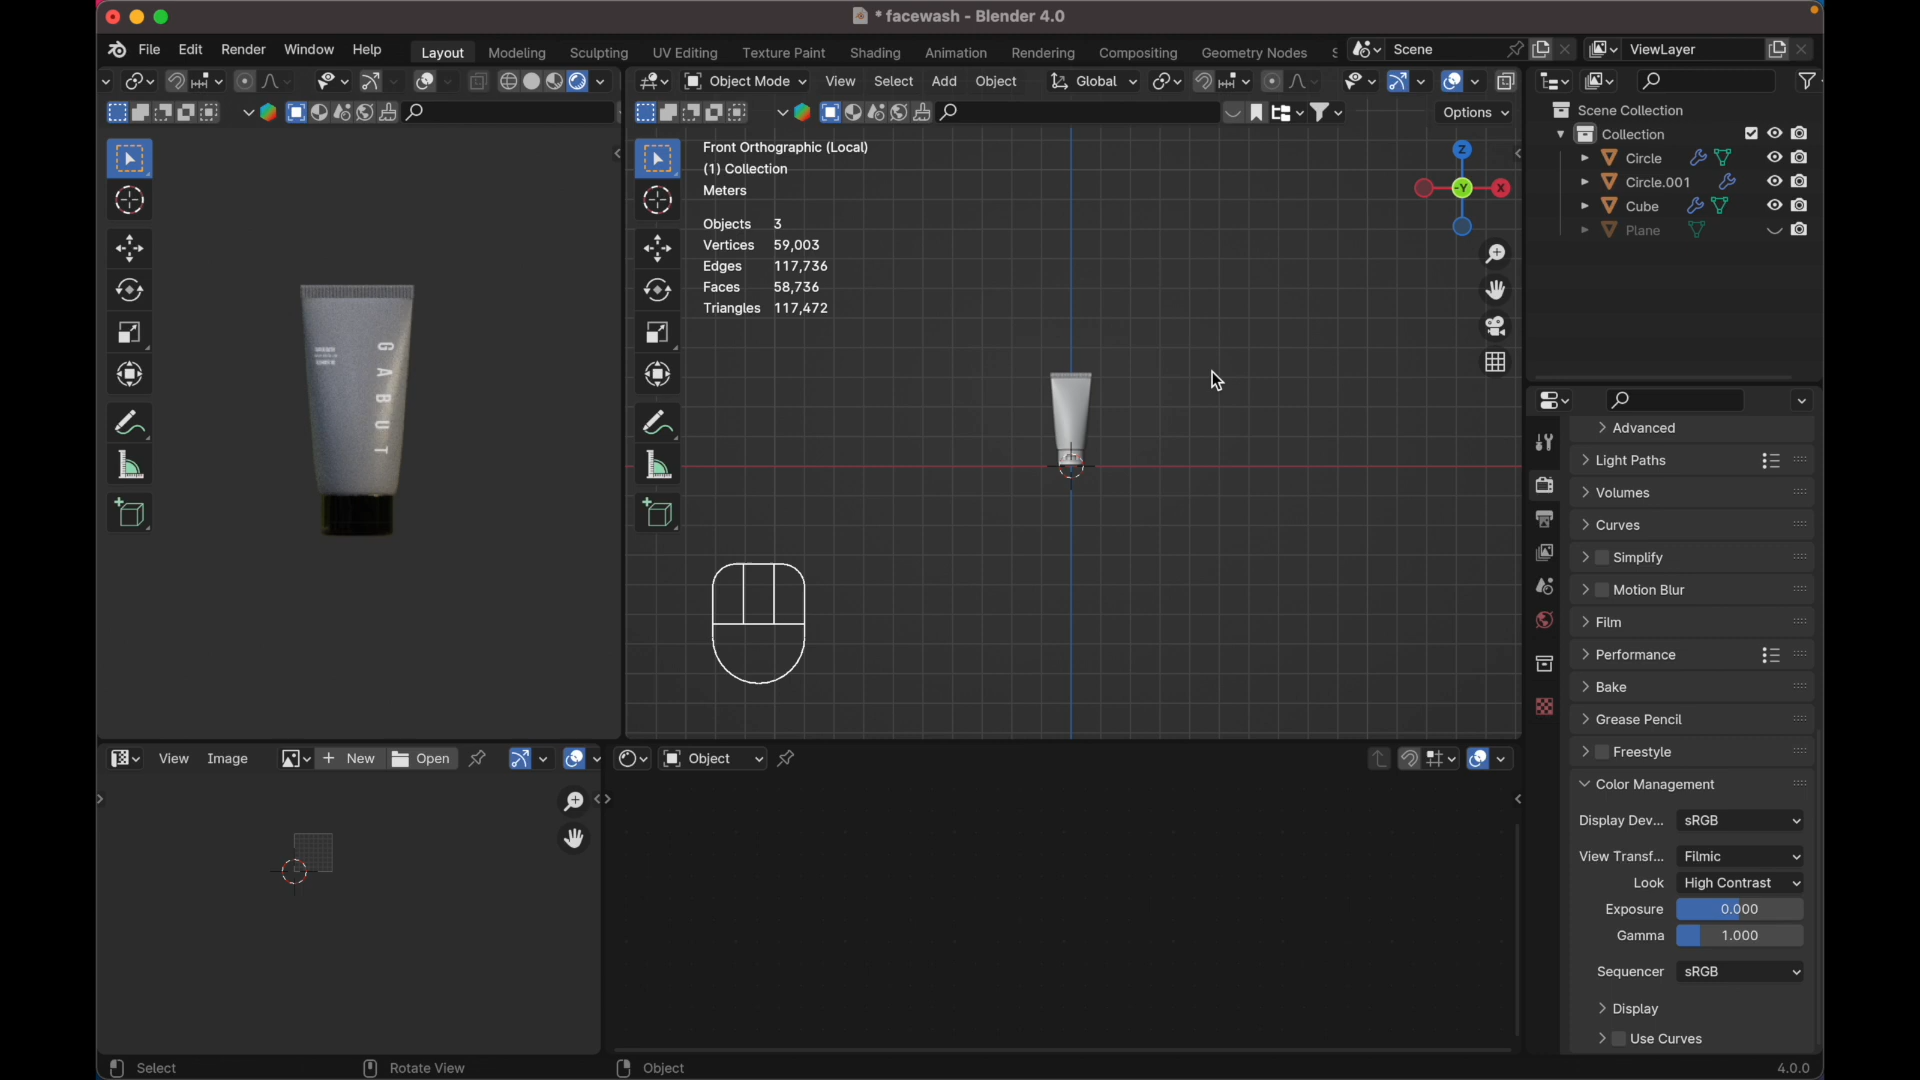 * facewash - Blender 4.0
File Edit Render Window Help
Layout Modeling Sculpting UV Editing Texture Paint Shading Animation Rendering Compositing Geometry Nodes
Scene
ViewLayer
Object Mode View Select Add Object
Global
Options
Front Orthographic (Local)
(1) Collection
Meters
Objects 3
Vertices 59,003
Edges 117,736
Faces 58,736
Triangles 117,472
Z
-Y
X
GABUT
Scene Collection
Collection
Circle
Circle.001
Cube
Plane
Advanced
Light Paths
Volumes
Curves
Simplify
Motion Blur
Film
Performance
Bake
Grease Pencil
Freestyle
Color Management
Display Dev... sRGB
View Transf... Filmic
Look High Contrast
Exposure 0.000
Gamma 1.000
Sequencer sRGB
Display
Use Curves
View Image
New
Open
Object
Select
Rotate View
Object
4.0.0